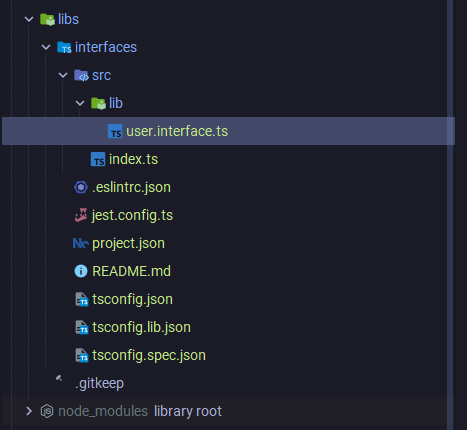 libs
interfaces
src
lib
user.interface.ts
index.ts
.eslintrc.json
jest.config.ts
project.json
README.md
tsconfig.json
tsconfig.lib.json
tsconfig.spec.json
.gitkeep
node_modules library root